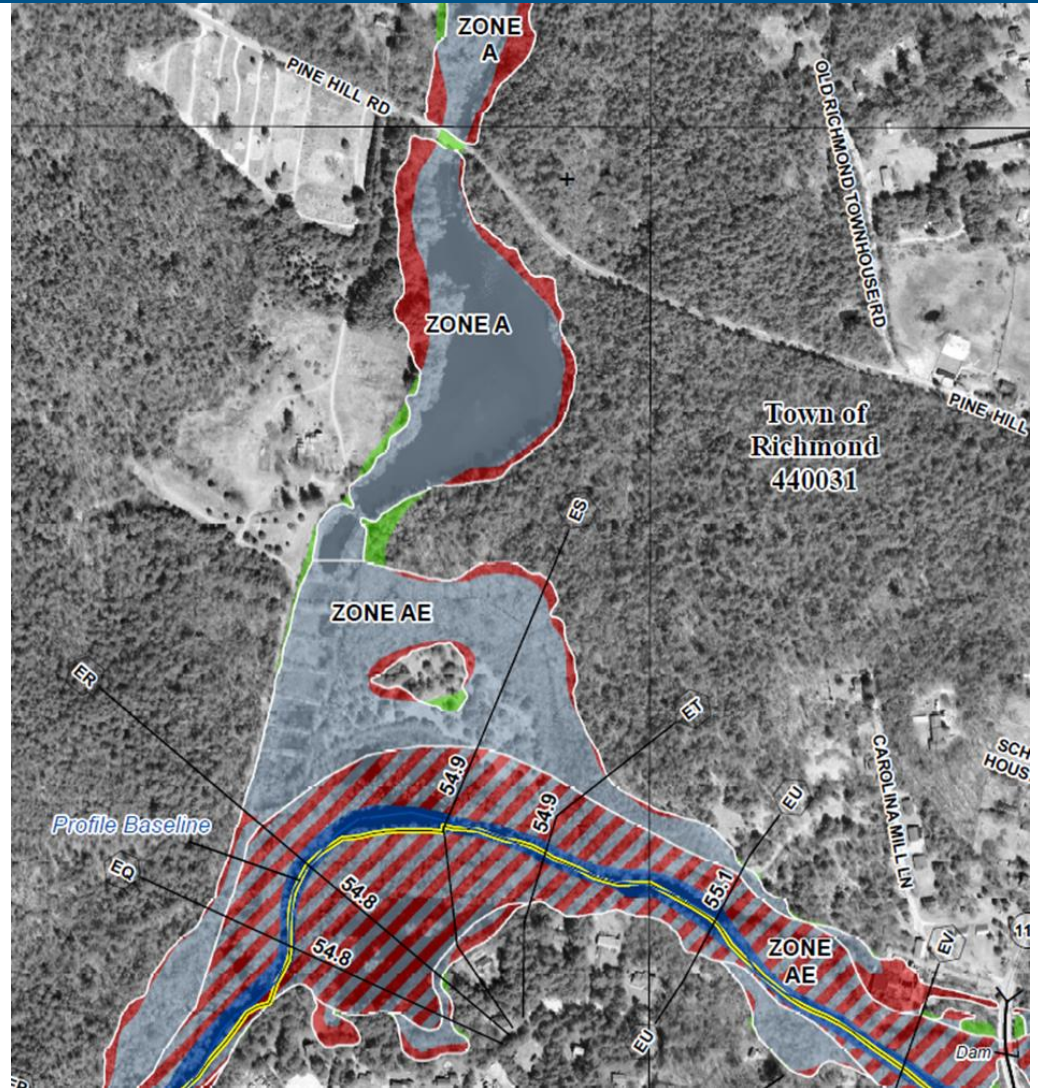 ZONE
A
PINE HILL RD
OLD RICHMOND TOWNHOUSE RD
ZONE A
PINE HILL
Town of
Richmond
440031
ES
ZONE AE
ER
ET
CAROLINA MILL LN
SCH
HOUS
54.9
54.9
EU
Profile Baseline
EQ
54.8
55.1
54.8
ZONE
AE
EV
11
EU
Dam